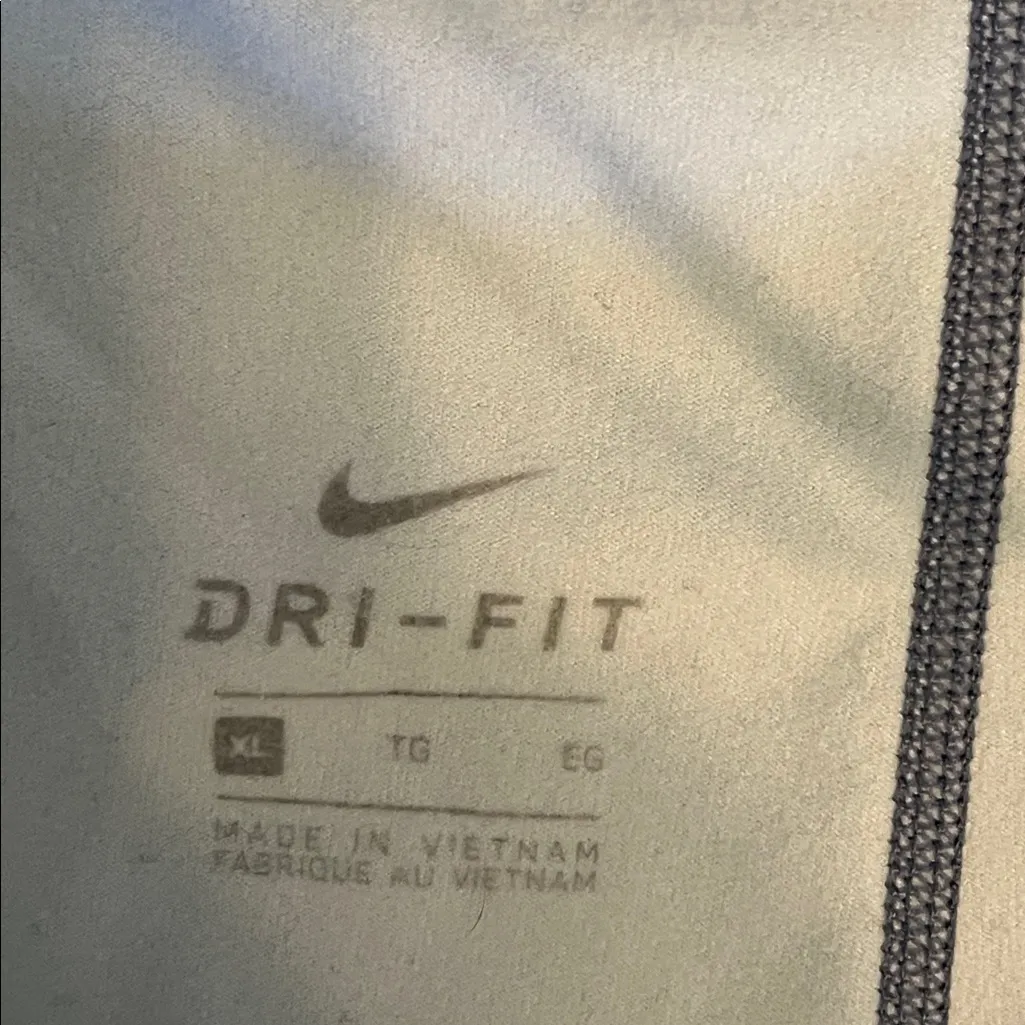 DRI-FIT
XL TG EG
MADE IN VIETNAM
FABRIQUE AU VIETNAM